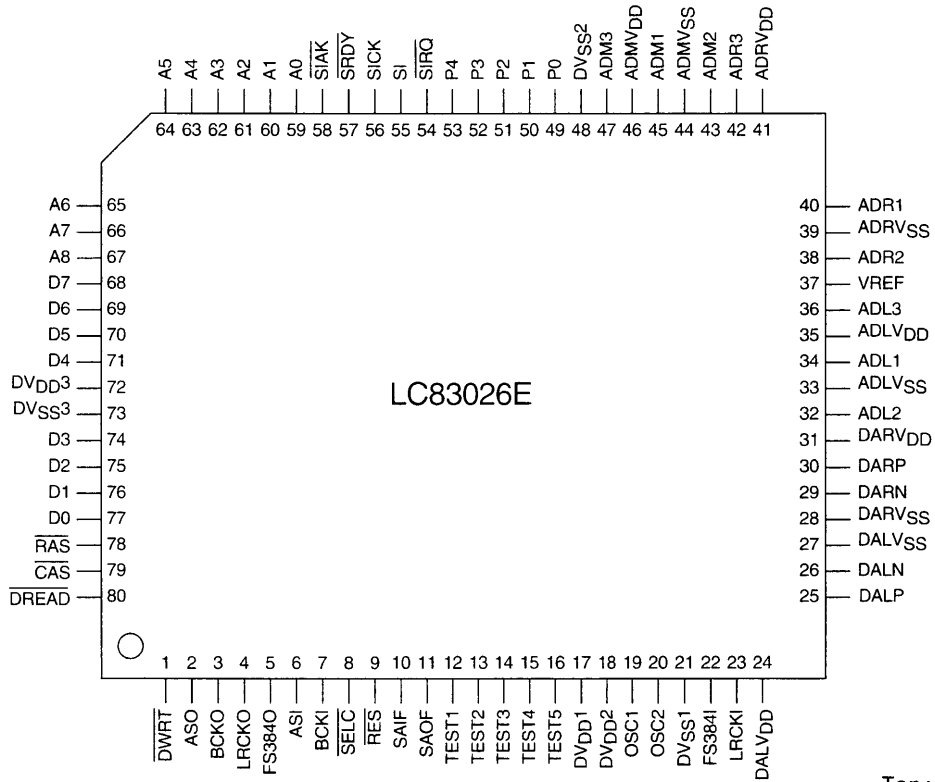 A5 A4 A3 A2 A1 A0 SIAK SRDY SICK SI SIRQ P4 P3 P2 P1 P0 DVSS2 ADM3 ADMVDD ADM1 ADMVSS ADM2 ADR3 ADRVDD
64 63 62 61 60 59 58 57 56 55 54 53 52 51 50 49 48 47 46 45 44 43 42 41
A6 65
A7 66
A8 67
D7 68
D6 69
D5 70
D4 71
DVDD3 72
DVSS3 73
D3 74
D2 75
D1 76
D0 77
RAS 78
CAS 79
DREAD 80
LC83026E
40 ADR1
39 ADRVSS
38 ADR2
37 VREF
36 ADL3
35 ADLVDD
34 ADL1
33 ADLVSS
32 ADL2
31 DARVDD
30 DARP
29 DARN
28 DARVSS
27 DALVSS
26 DALN
25 DALP
1 2 3 4 5 6 7 8 9 10 11 12 13 14 15 16 17 18 19 20 21 22 23 24
DWRT ASO BCKO LRCKO FS384O ASI BCKI SELC RES SAIF SAOF TEST1 TEST2 TEST3 TEST4 TEST5 DVDD1 DVDD2 OSC1 OSC2 DVSS1 FS384I LRCKI DALVDD